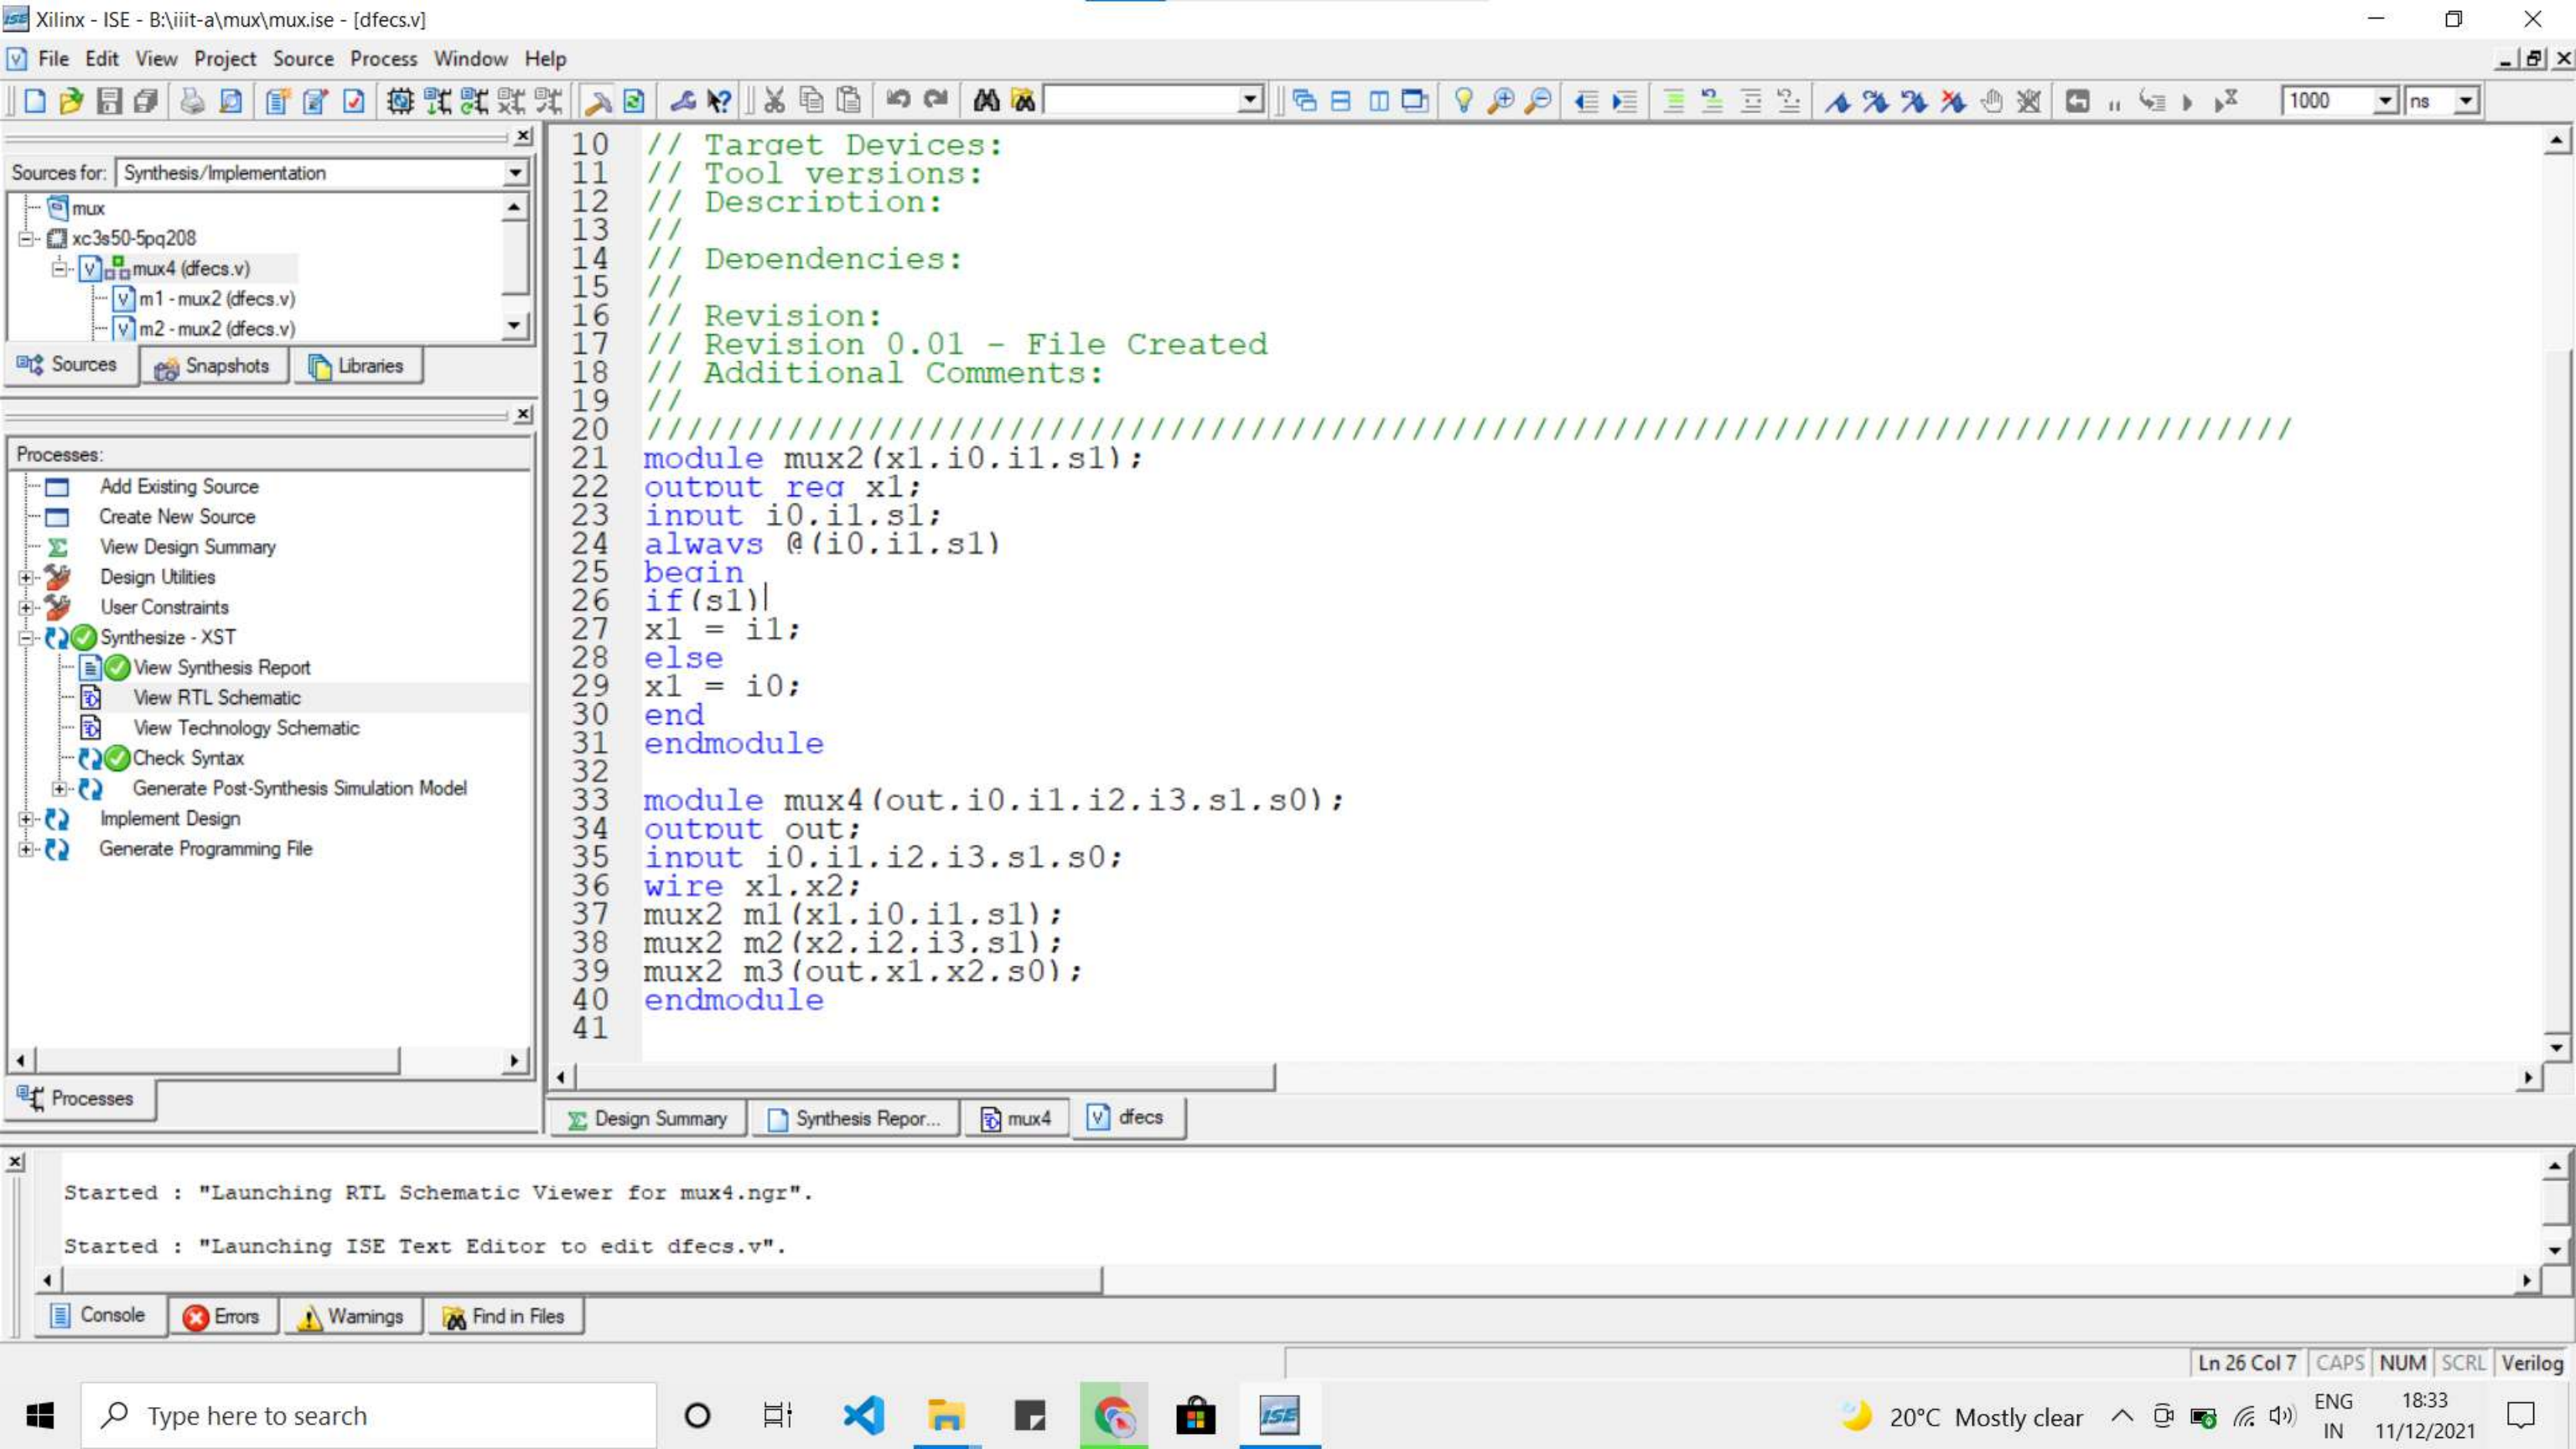 Xilinx - ISE - B:\iiit-a\mux\mux.ise - [dfecs.v]
File Edit View Project Source Process Window Help
1000 ns
Sources for: Synthesis/Implementation
mux
xc3s50-5pq208
mux4 (dfecs.v)
m1 - mux2 (dfecs.v)
m2 - mux2 (dfecs.v)
Sources Snapshots Libraries
Processes:
Add Existing Source
Create New Source
View Design Summary
Design Utilities
User Constraints
Synthesize - XST
View Synthesis Report
View RTL Schematic
View Technology Schematic
Check Syntax
Generate Post-Synthesis Simulation Model
Implement Design
Generate Programming File
Processes
10 // Target Devices:
11 // Tool versions:
12 // Description:
13 //
14 // Dependencies:
15 //
16 // Revision:
17 // Revision 0.01 - File Created
18 // Additional Comments:
19 //
20 //////////////////////////////////////////////////////////////////////////////////
21 module mux2(x1,i0,i1,s1);
22 output reg x1;
23 input i0,i1,s1;
24 always @(i0,i1,s1)
25 begin
26 if(s1)
27 x1 = i1;
28 else
29 x1 = i0;
30 end
31 endmodule
32
33 module mux4(out,i0,i1,i2,i3,s1,s0);
34 output out;
35 input i0,i1,i2,i3,s1,s0;
36 wire x1,x2;
37 mux2 m1(x1,i0,i1,s1);
38 mux2 m2(x2,i2,i3,s1);
39 mux2 m3(out,x1,x2,s0);
40 endmodule
41
Design Summary Synthesis Repor... mux4 dfecs
Started : "Launching RTL Schematic Viewer for mux4.ngr".
Started : "Launching ISE Text Editor to edit dfecs.v".
Console Errors Warnings Find in Files
Ln 26 Col 7 CAPS NUM SCRL Verilog
Type here to search
ISE
20°C Mostly clear
ENG
IN
18:33
11/12/2021